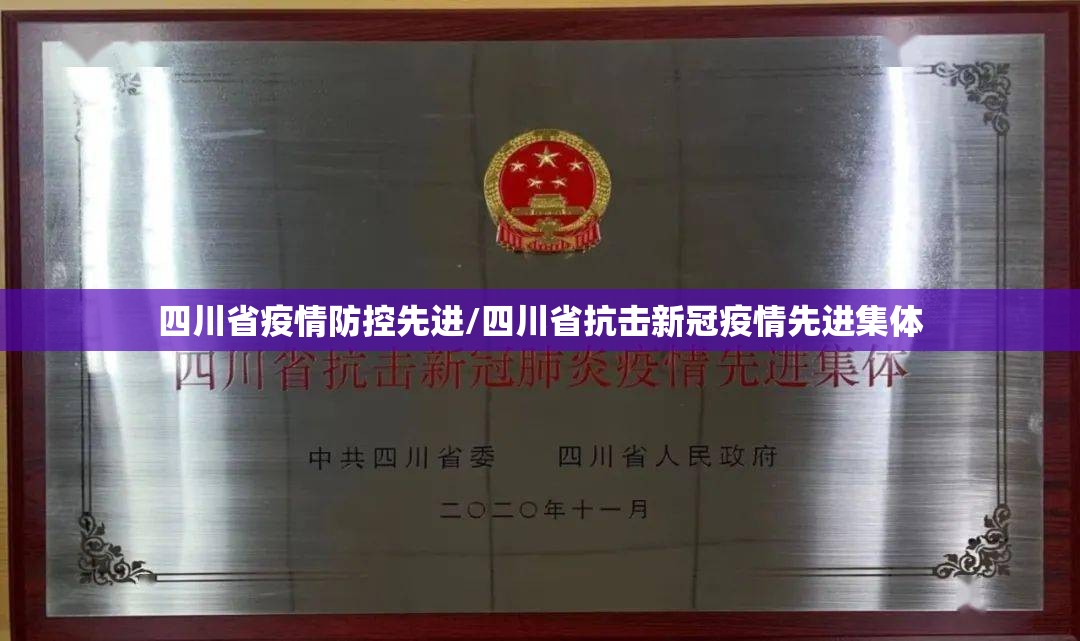 四川省疫情防控先进/四川省抗击新冠疫情先进集体
四川省抗击新冠肺炎疫情先进集体
中共四川省委 四川省人民政府
二〇二〇年十一月